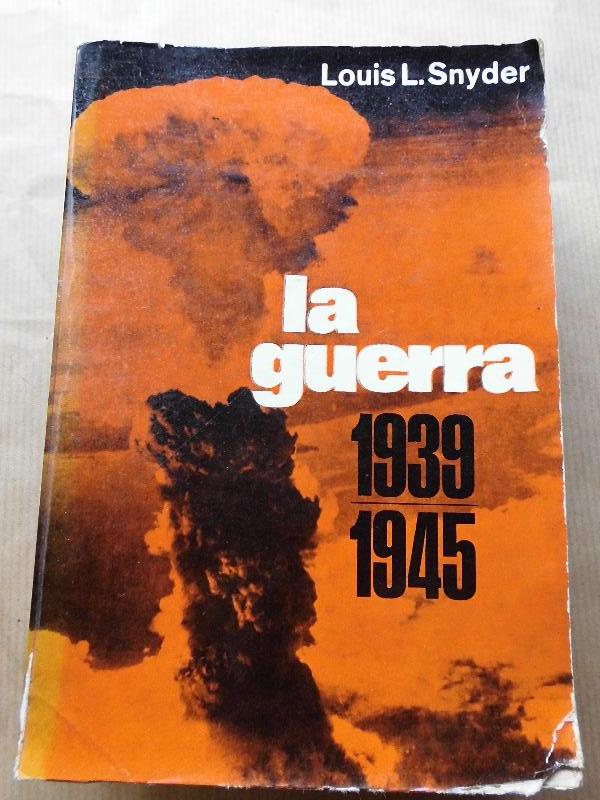 Louis L. Snyder
la
guerra
1939
1945